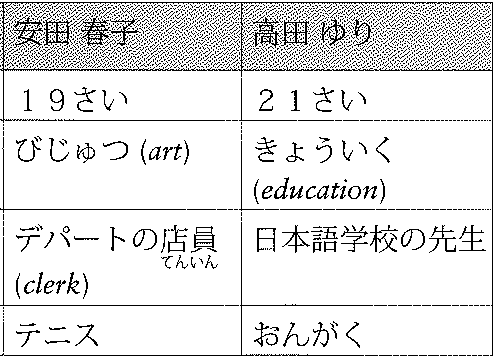 安田 春子 高田 ゆり
19さい 21さい
びじゅつ (art) きょういく
(education)
デパートの店員 日本語学校の先生
てんいん
(clerk)
テニス おんがく